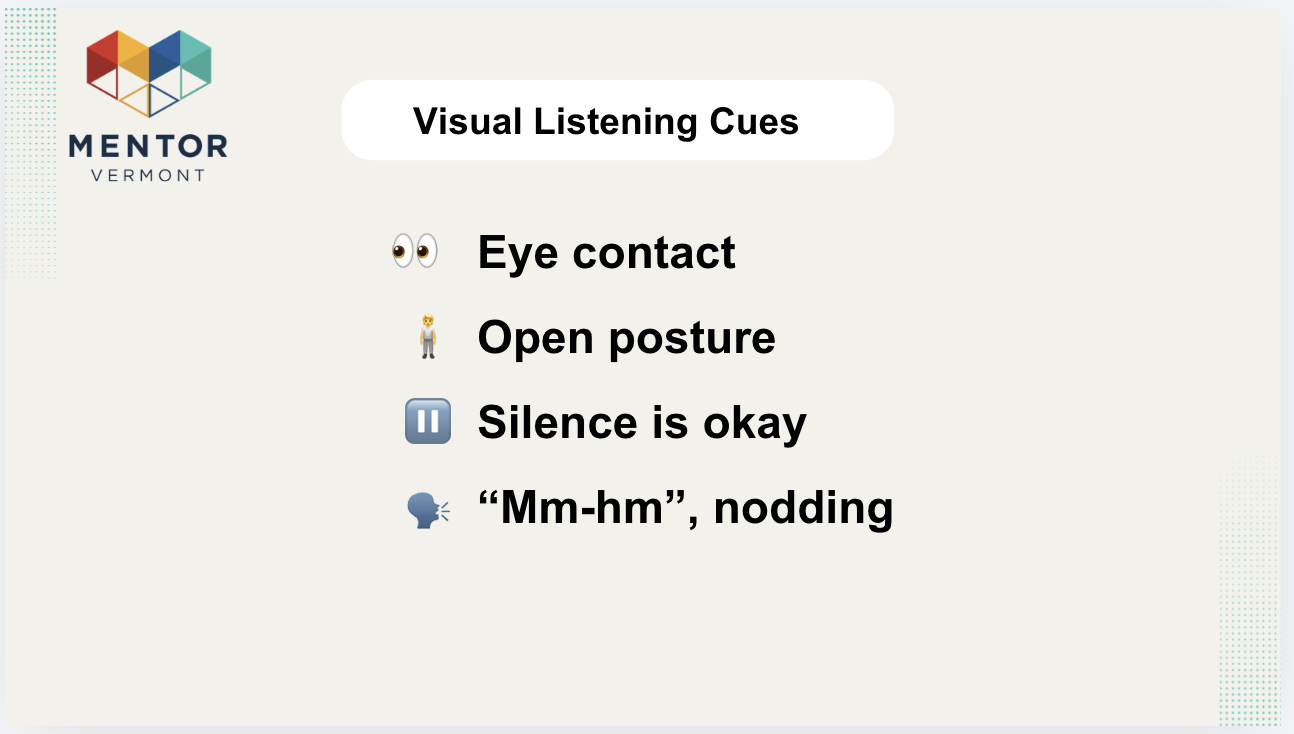 MENTOR
VERMONT
Visual Listening Cues
Eye contact
Open posture
Silence is okay
“Mm-hm”, nodding